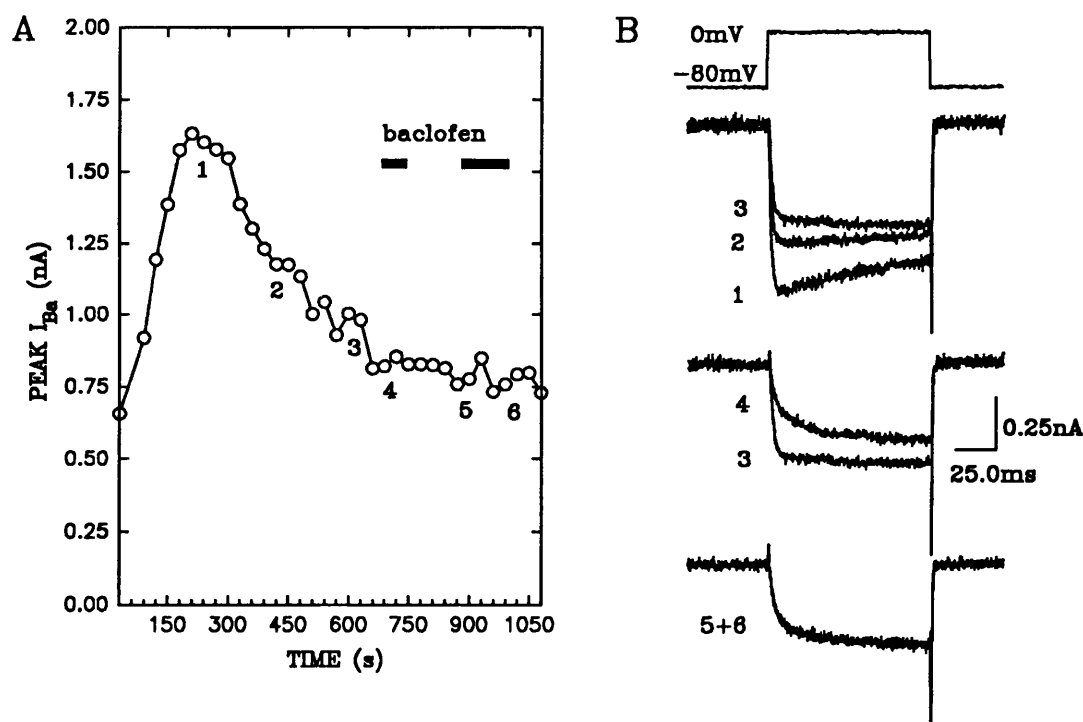 A
PEAK I_Ba (nA)
2.00
1.75
1.50
1.25
1.00
0.75
0.50
0.25
0.00
baclofen
1
2
3
4
5
6
150 300 450 600 750 900 1050
TIME (s)
B
0mV
−80mV
3
2
1
4
3
0.25nA
25.0ms
5+6